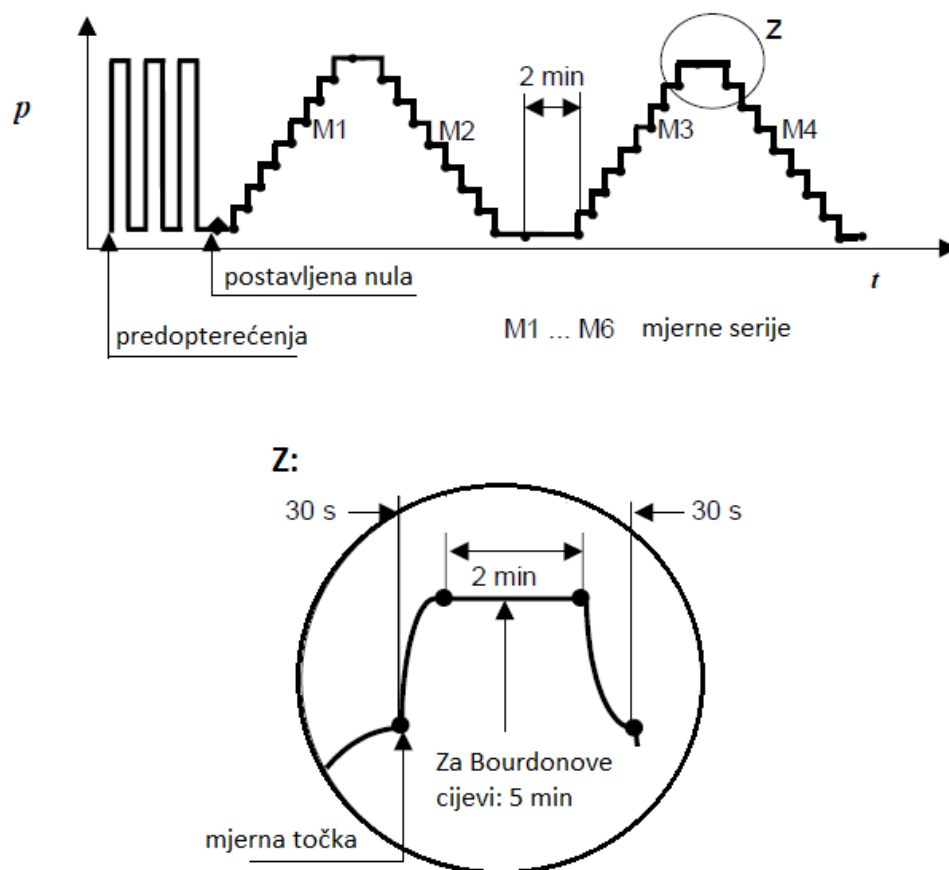 Z
2 min
p
M1
M2
M3
M4
postavljena nula
t
predopterećenja
M1 ... M6 mjerne serije
Z:
30 s
30 s
2 min
Za Bourdonove
cijevi: 5 min
mjerna točka